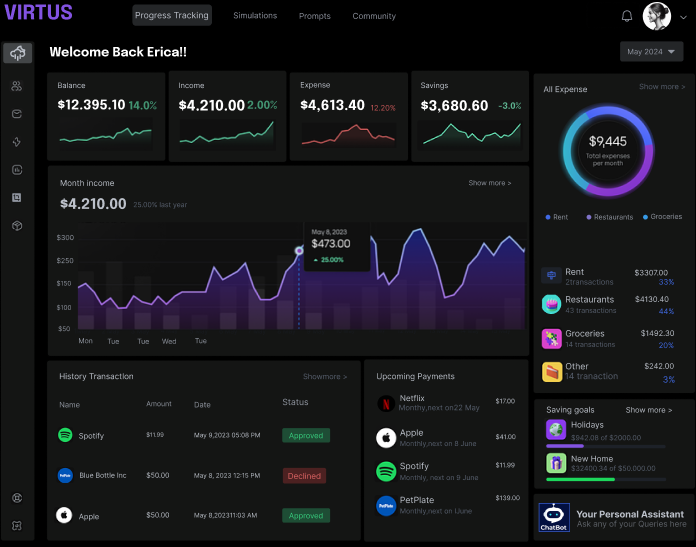 VIRTUS
Progress Tracking
Simulations
Prompts
Community
Welcome Back Erica!!
May 2024
Balance
$12.395.10 14.0%
Income
$4,210.00 2.00%
Expense
$4,613.40 12.20%
Savings
$3,680.60 -3.0%
All Expense
Show more >
$9,445
Total expenses
per month
Rent
Restaurants
Groceries
Rent $3307.00
2transactions 33%
Restaurants $4130.40
43 transactions 44%
Groceries $1492.30
14 transactions 20%
Other $242.00
14 tranaction 3%
Month income
Show more >
$4.210.00 25.00% last year
May 8, 2023
$473.00
25.00%
$300
$250
$150
$100
$50
Mon Tue Tue Wed Tue
History Transaction
Showmore >
Name Amount Date Status
Spotify $11.99 May 9,2023 05:08 PM Approved
Blue Bottle Inc $50.00 May 8, 2023 12:15 PM Declined
Apple $50.00 May 8,202311:03 AM Approved
Upcoming Payments
Netflix $17.00
Monthy,next on22 May
Apple $41.00
Monthly,next on 8 June
Spotify $11.99
Monthly, next on 9 June
PetPlate $139.00
Monthly,next on 1June
PetPlate
Saving goals
Show more >
Holidays
$942.08 of $2000.00
New Home
$32400.34 of $50,000.00
ChatBot
Your Personal Assistant
Ask any of your Queries here